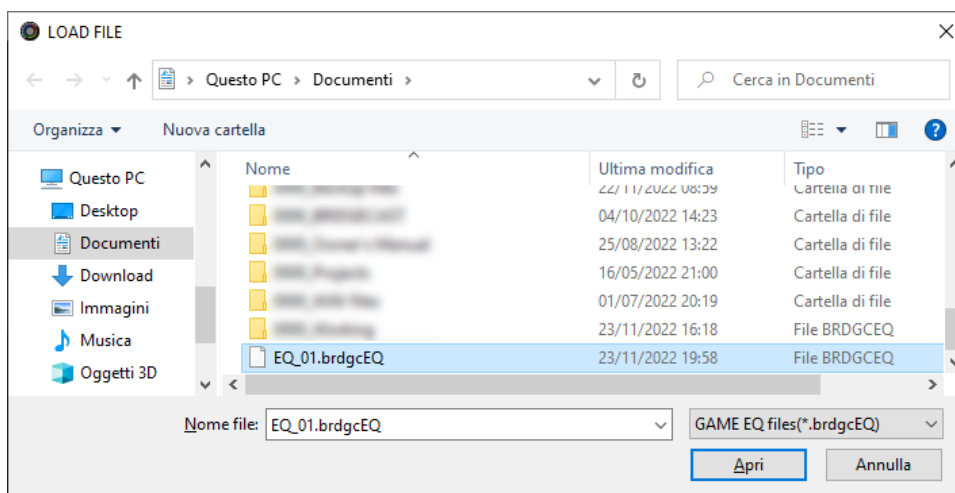 LOAD FILE
Questo PC > Documenti >
Cerca in Documenti
Organizza
Nuova cartella
?
Nome
Ultima modifica
Tipo
22/11/2022 08:59
Cartella di file
04/10/2022 14:23
Cartella di file
25/08/2022 13:22
Cartella di file
16/05/2022 21:00
Cartella di file
01/07/2022 20:19
Cartella di file
23/11/2022 16:18
File BRDGCEQ
EQ_01.brdgcEQ
23/11/2022 19:58
File BRDGCEQ
Questo PC
Desktop
Documenti
Download
Immagini
Musica
Oggetti 3D
Nome file:
EQ_01.brdgcEQ
GAME EQ files(*.brdgcEQ)
Apri
Annulla